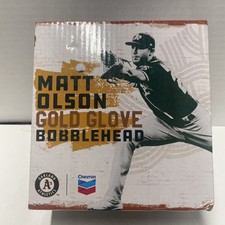 MATT
OLSON
GOLD GLOVE
BOBBLEHEAD
A's
Chevron